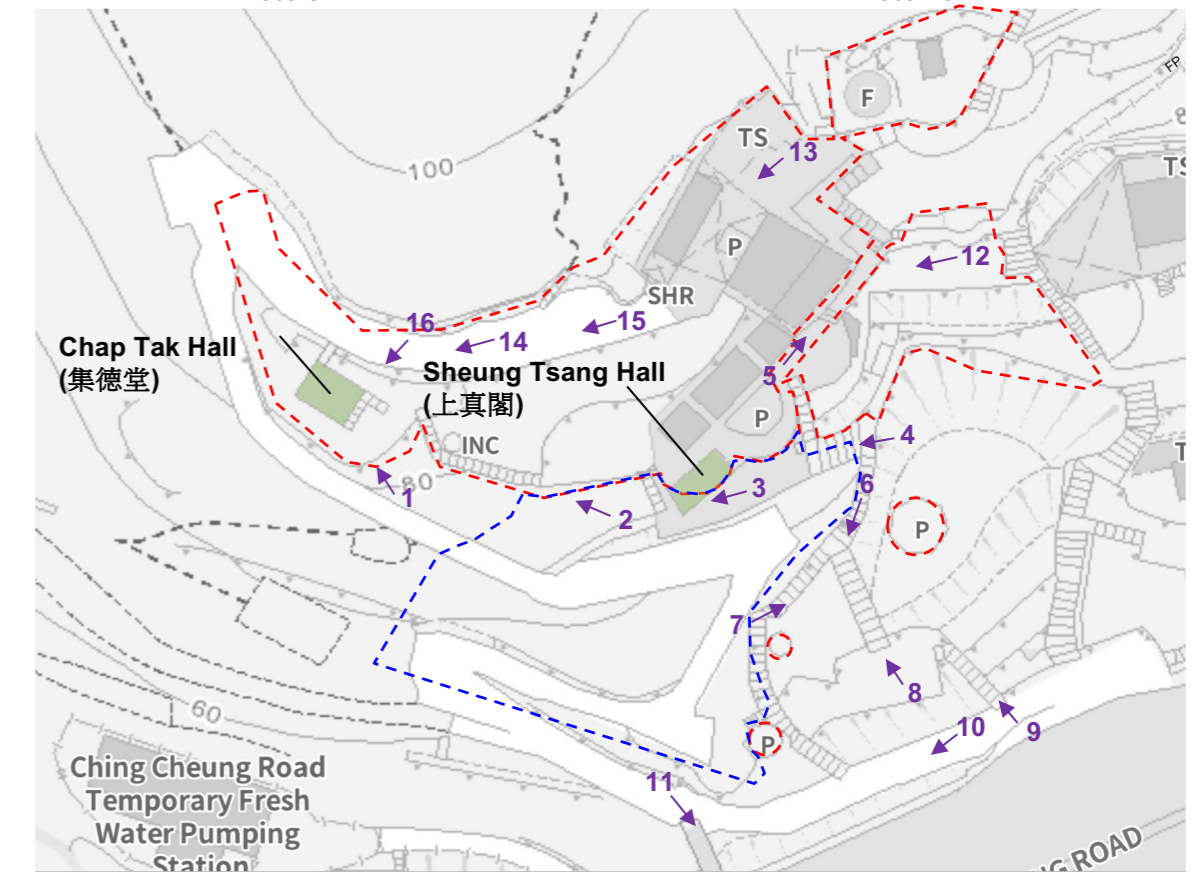 FP
F
TS
13
100
TS
P
12
SHR
16
14
15
Chap Tak Hall
(集德堂)
Sheung Tsang Hall
(上真閣)
5
P
INC
4
80
1
2
3
6
P
7
8
60
9
10
P
11
Ching Cheung Road
Temporary Fresh
Water Pumping
Station
ROAD